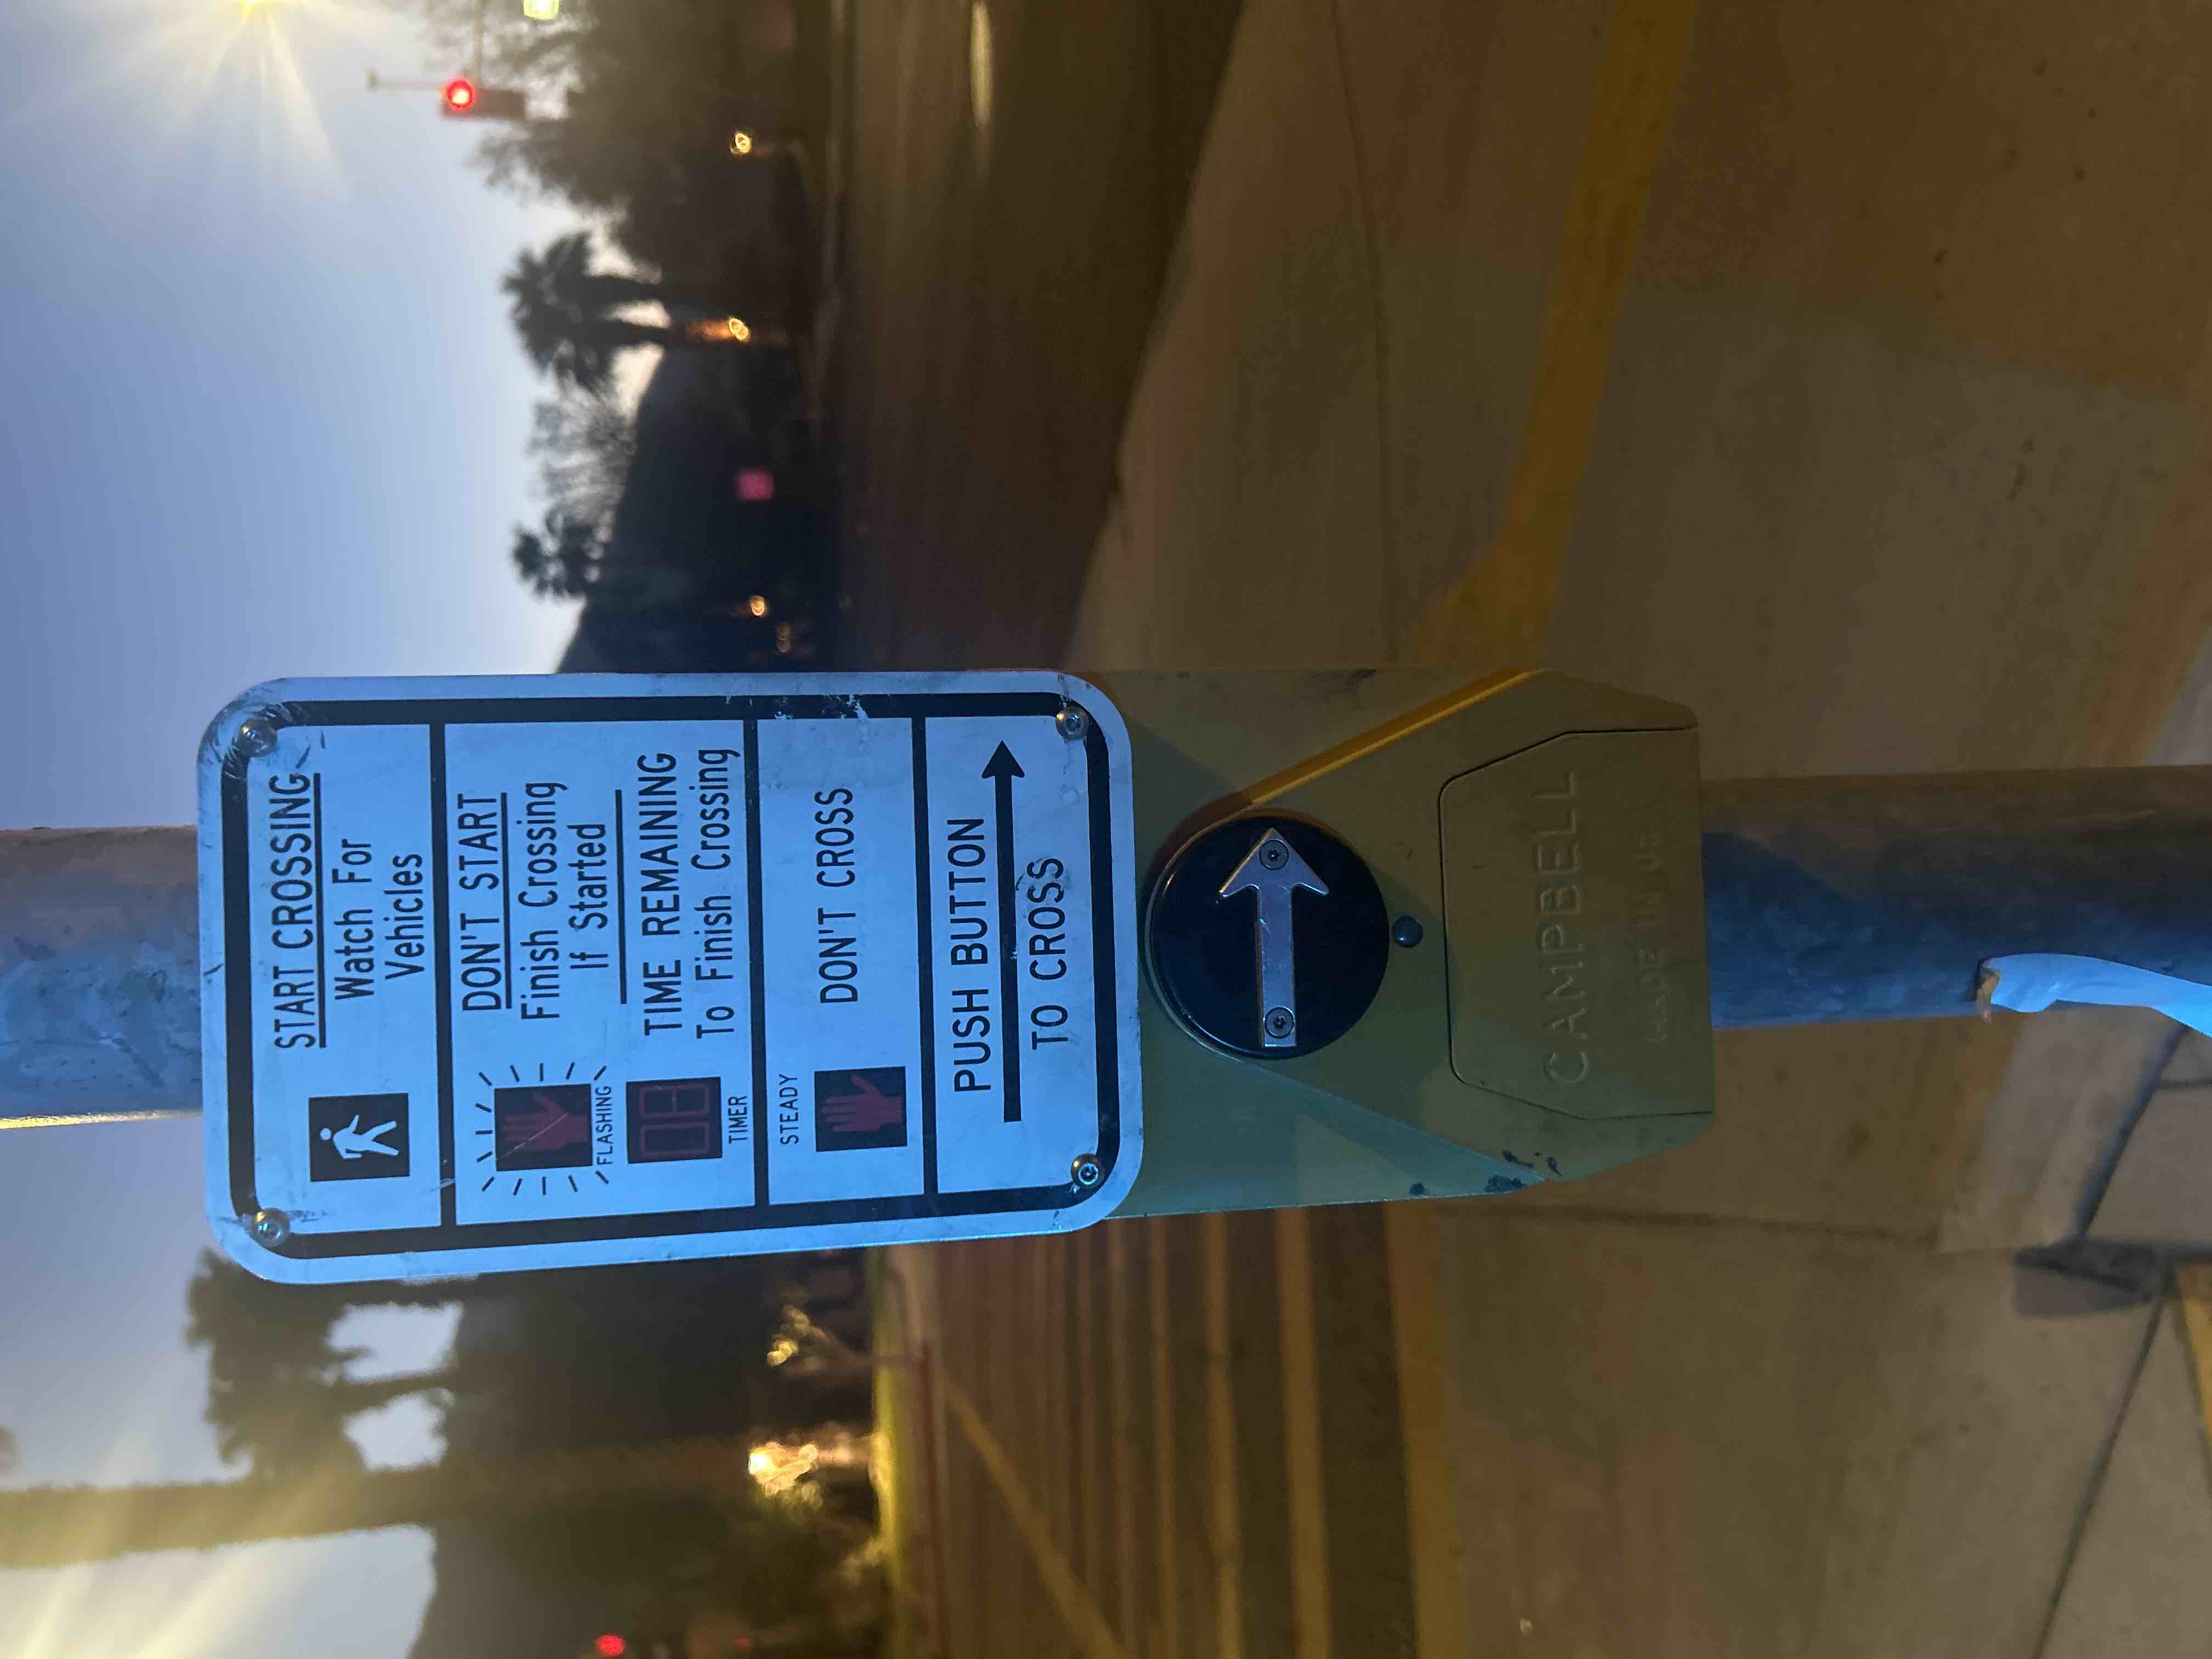 START CROSSING
Watch For
Vehicles
DON'T START
Finish Crossing
If Started
FLASHING
TIME REMAINING
To Finish Crossing
TIMER
STEADY
DON'T CROSS
PUSH BUTTON
TO CROSS
CAMPBELL
MADE IN USA